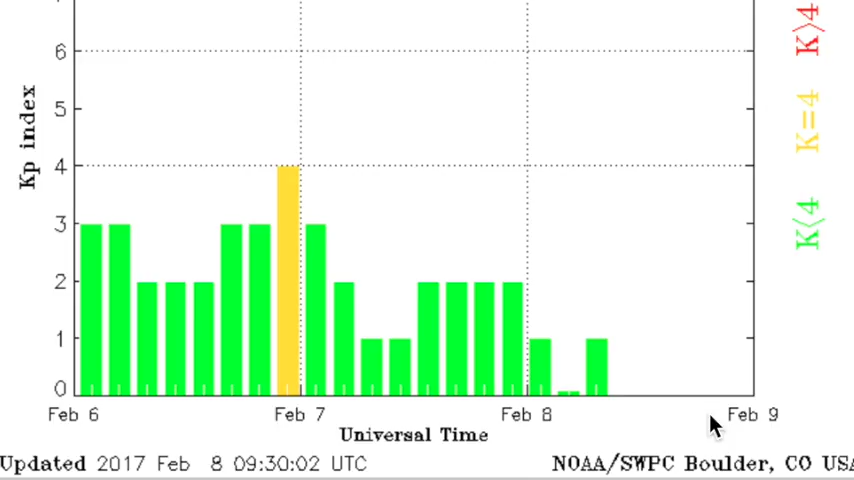 6
5
4
3
2
1
0
Kp index
Feb 6 Feb 7 Feb 8 Feb 9
Universal Time
Updated 2017 Feb 8 09:30:02 UTC NOAA/SWPC Boulder, CO USA
K>4
K=4
K<4